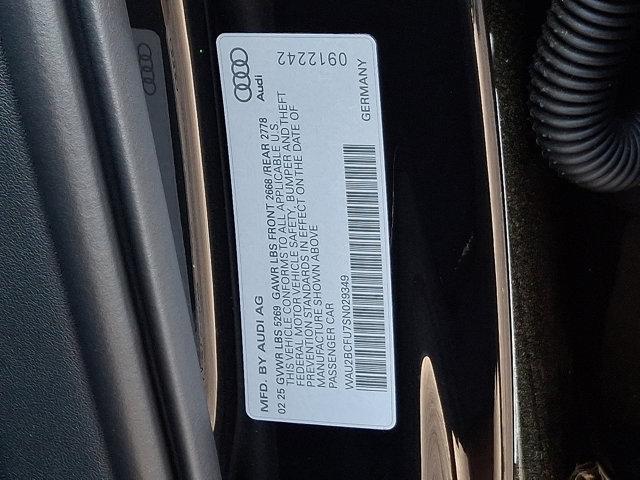 MFD. BY AUDI AG
Audi
02 25 GVWR LBS 5269 GAWR LBS FRONT 2668 /REAR 2778
THIS VEHICLE CONFORMS TO ALL APPLICABLE U.S.
FEDERAL MOTOR VEHICLE SAFETY, BUMPER AND THEFT
PREVENTION STANDARDS IN EFFECT ON THE DATE OF
MANUFACTURE SHOWN ABOVE
PASSENGER CAR
WAU2BCFU7SN029349
0912242
GERMANY